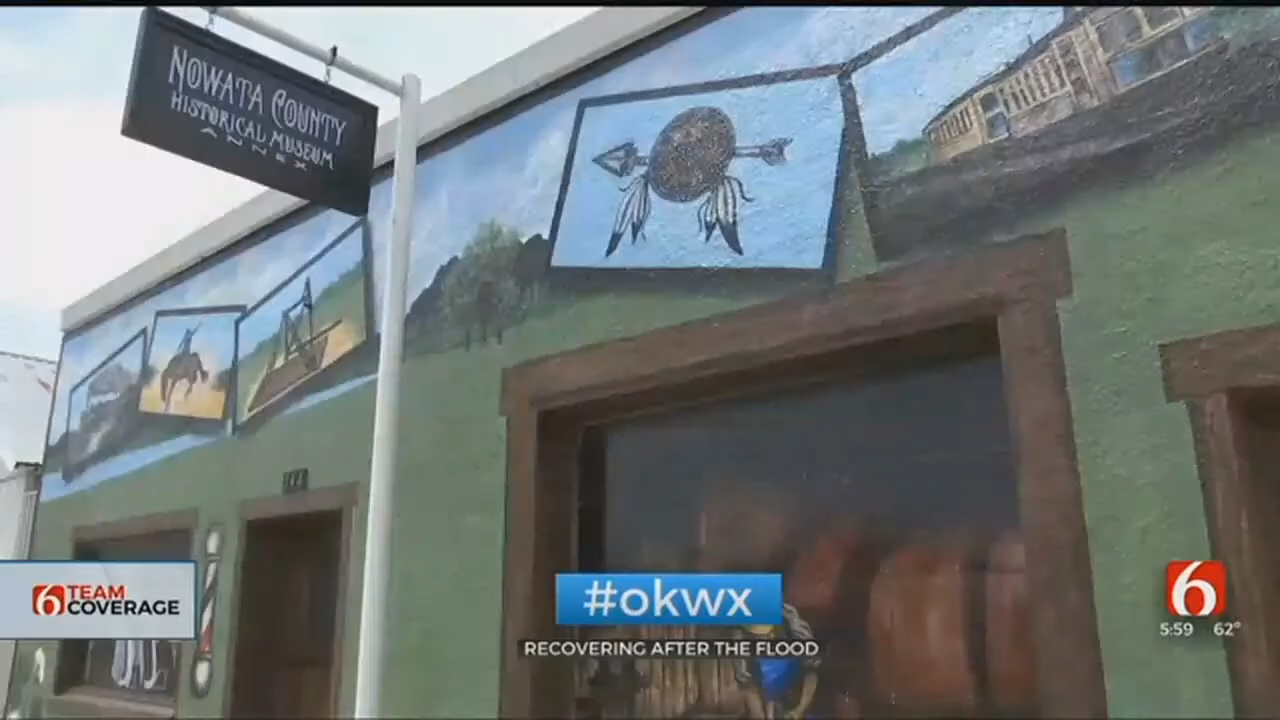 NOWATA COUNTY
HISTORICAL MUSEUM
ANNEX
6 TEAM
COVERAGE
#okwx
RECOVERING AFTER THE FLOOD
6
5:59 62°